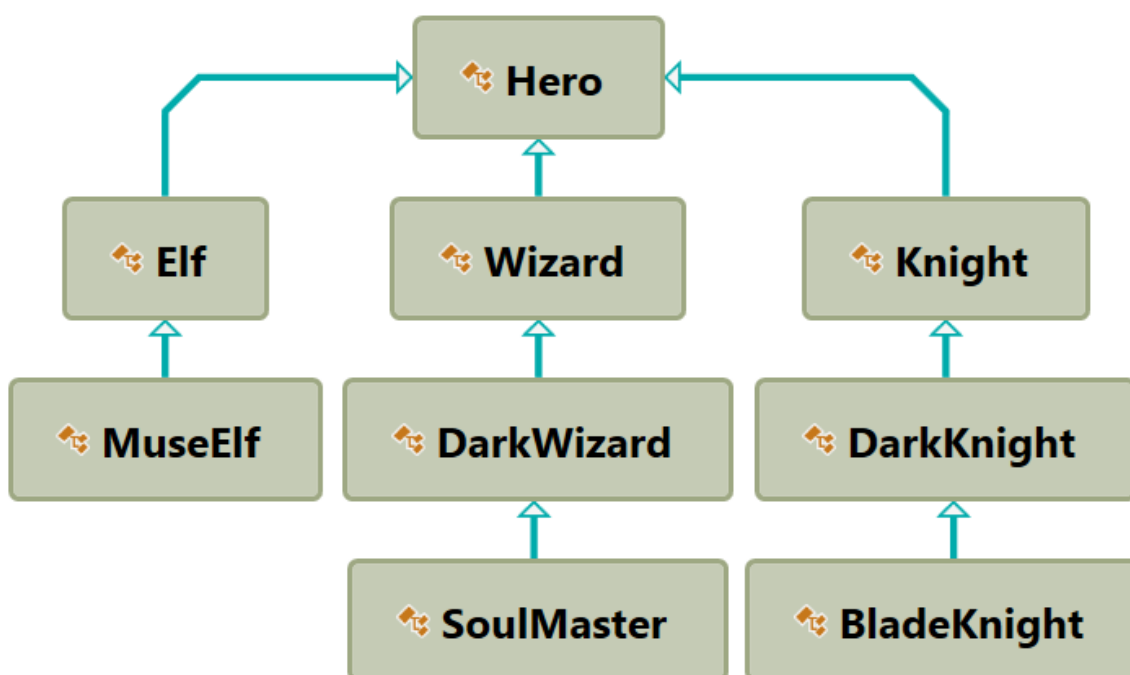 Hero
Elf
Wizard
Knight
MuseElf
DarkWizard
DarkKnight
SoulMaster
BladeKnight